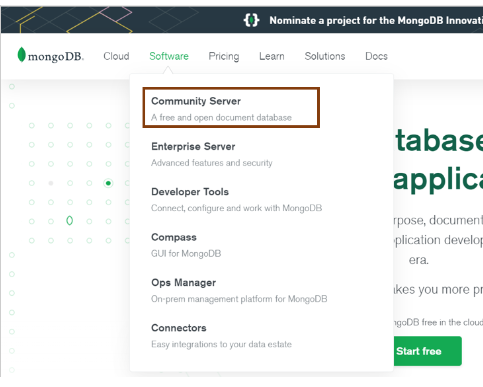 Nominate a project for the MongoDB Innovati
mongoDB. Cloud Software Pricing Learn Solutions Docs
Community Server
A free and open document database
Enterprise Server
Advanced features and security
Developer Tools
Connect, configure and work with MongoDB
Compass
GUI for MongoDB
Ops Manager
On-prem management platform for MongoDB
Connectors
Easy integrations to your data estate
tabase
applica
rpose, document
plication develop
era.
akes you more pr
ngoDB free in the cloud
Start free